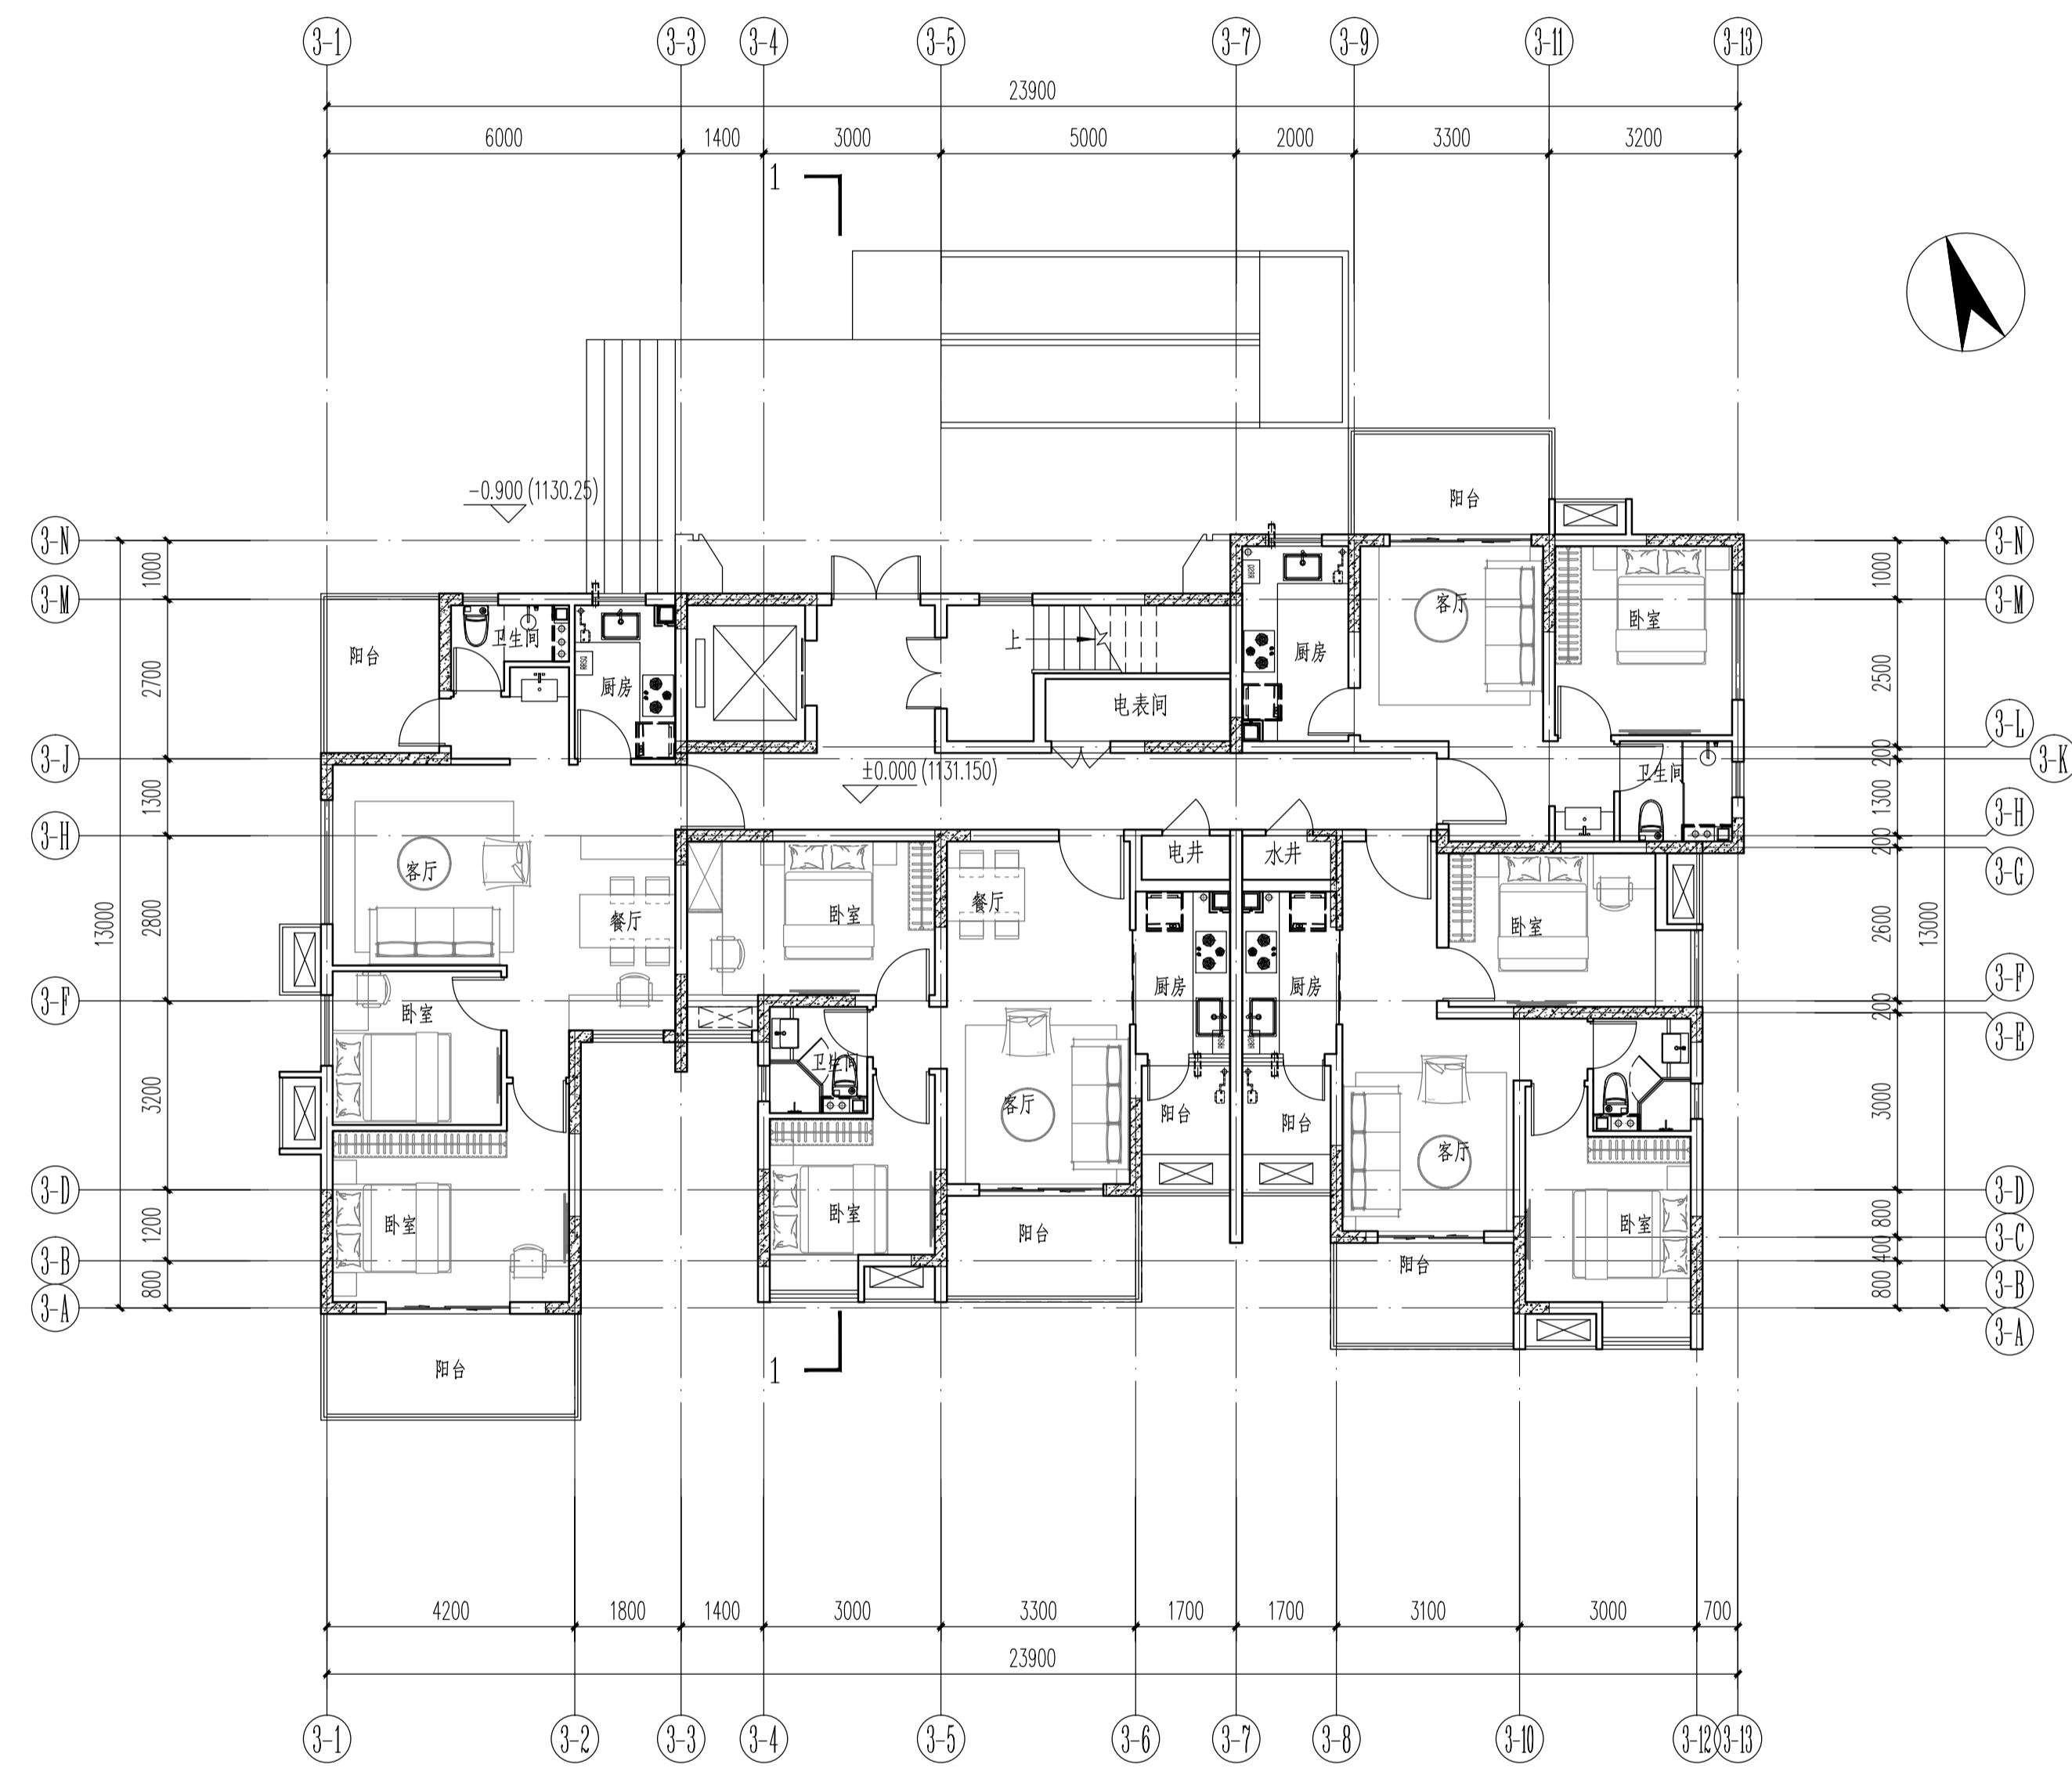 3-1 3-3 3-4 3-5 3-7 3-9 3-11 3-13
23900
6000 1400 3000 5000 2000 3300 3200
1
-0.900 (1130.25)
阳台
3-N 3-N
1000 1000
3-M 3-M
客厅
卧室
卫生间
上
厨房
阳台
厨房
2700
2500
电表间
3-L
3-J
200
3-K
±0.000 (1131.150)
卫生间
1300 1300
3-H 3-H
200
电井 水井
客厅
3-G
餐厅 卧室 餐厅
卧室
13000 2800 2600 13000
厨房 厨房
3-F 3-F
卧室
200
3-E
卫生间
客厅
阳台 阳台
3200 3000
客厅
3-D 3-D
卧室 卧室 卧室
1200 800
阳台
3-C
400
3-B
阳台
3-B
800 800
3-A
3-A
1
阳台
4200 1800 1400 3000 3300 1700 1700 3100 3000 700
23900
3-1 3-2 3-3 3-4 3-5 3-6 3-7 3-8 3-10 3-12 3-13